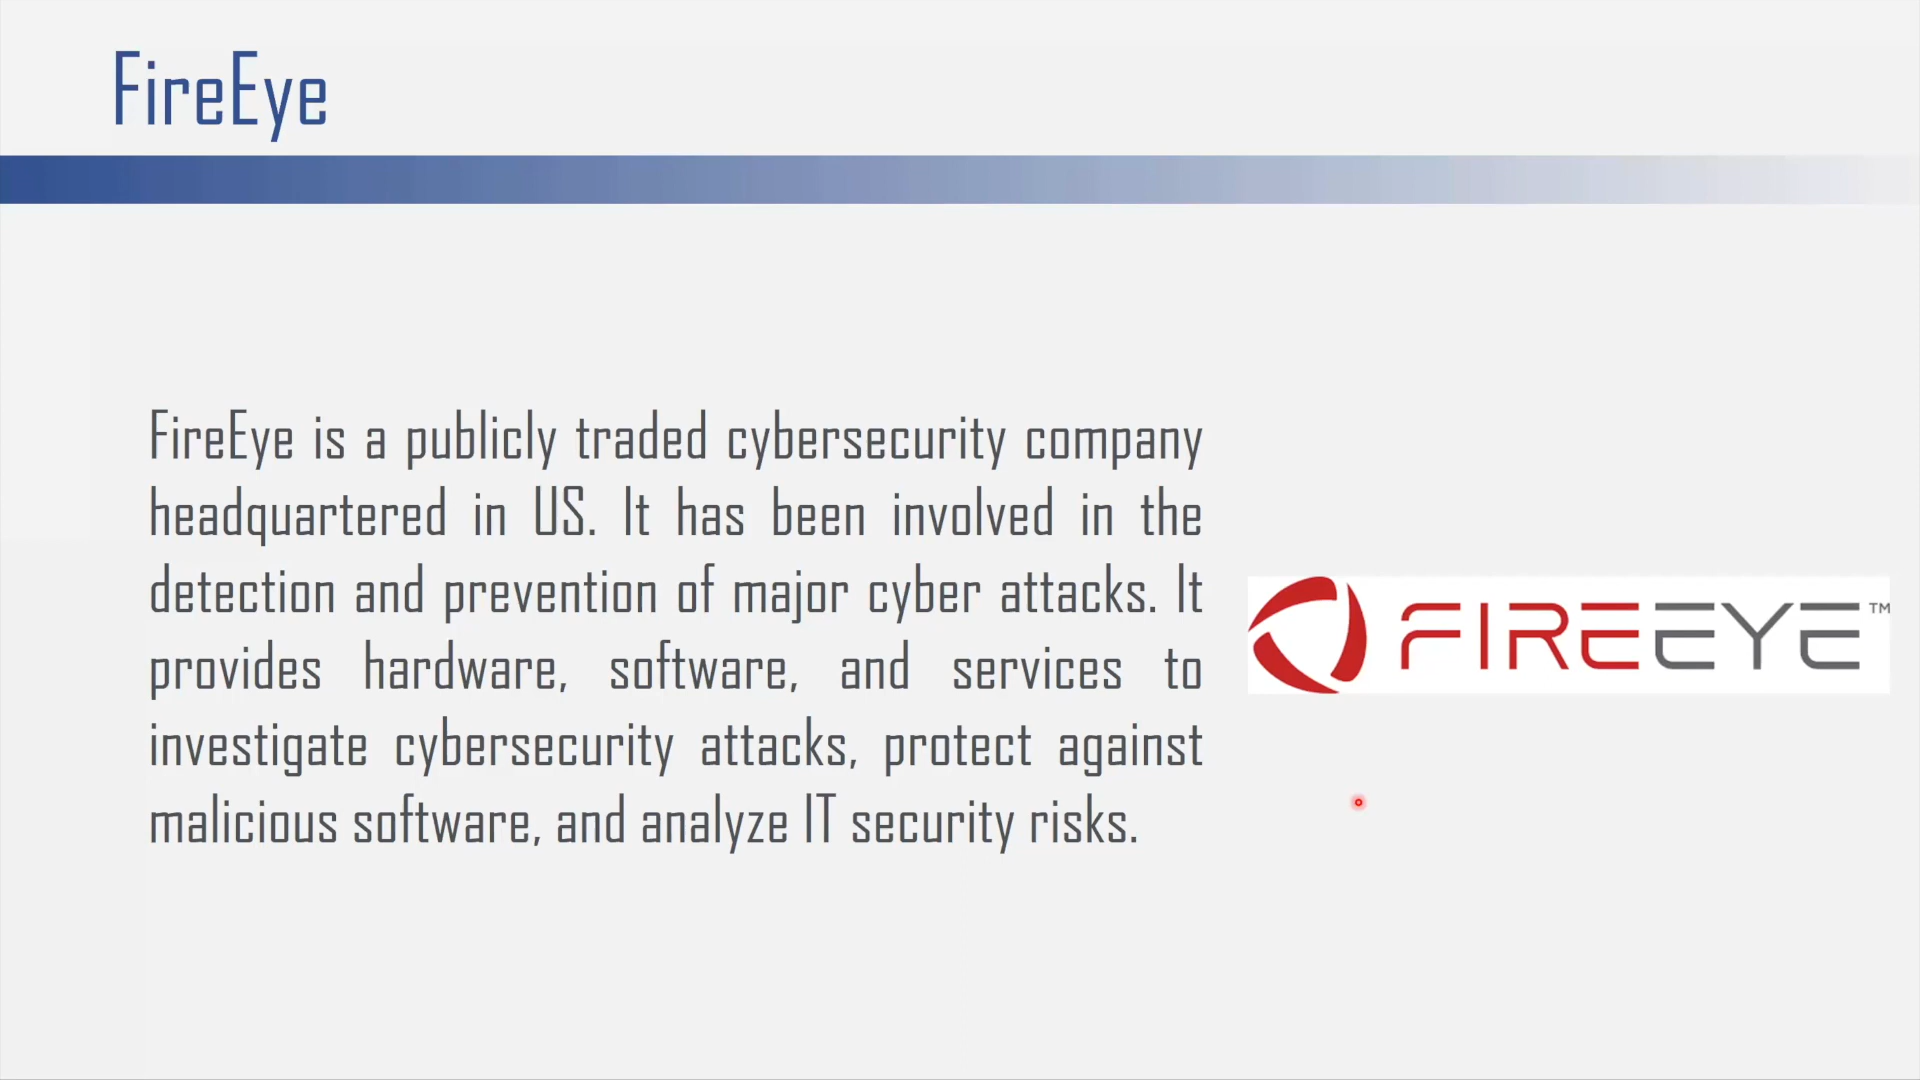 FireEye
FireEye is a publicly traded cybersecurity company
headquartered in US. It has been involved in the
detection and prevention of major cyber attacks. It
provides hardware, software, and services to
investigate cybersecurity attacks, protect against
malicious software, and analyze IT security risks.
FIREEYE™